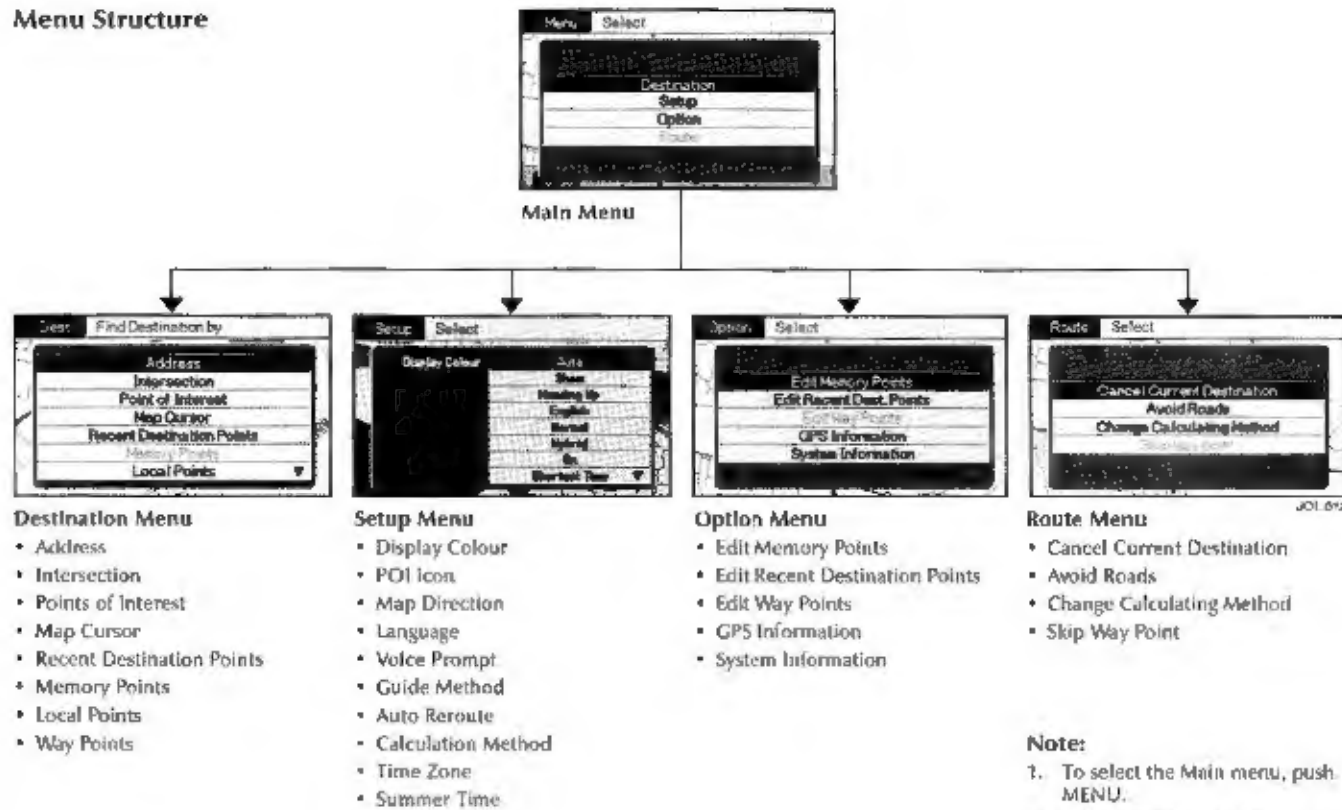 Menu Structure
Menu Select
Destination
Setup
Option
Route
Main Menu
Dest Find Destination by
Address
Intersection
Point of Interest
Map Cursor
Recent Destination Points
Memory Points
Local Points
Destination Menu
• Address
• Intersection
• Points of Interest
• Map Cursor
• Recent Destination Points
• Memory Points
• Local Points
• Way Points
Setup Select
Display Colour Auto
Show
Heading Up
English
Normal
Hybrid
On
Shortest Time
Setup Menu
• Display Colour
• POI Icon
• Map Direction
• Language
• Voice Prompt
• Guide Method
• Auto Reroute
• Calculation Method
• Time Zone
• Summer Time
Option Select
Edit Memory Points
Edit Recent Dest. Points
Edit Way Points
GPS Information
System Information
Option Menu
• Edit Memory Points
• Edit Recent Destination Points
• Edit Way Points
• GPS Information
• System Information
Route Select
Cancel Current Destination
Avoid Roads
Change Calculating Method
Route Menu
• Cancel Current Destination
• Avoid Roads
• Change Calculating Method
• Skip Way Point
Note:
1. To select the Main menu, push
MENU.